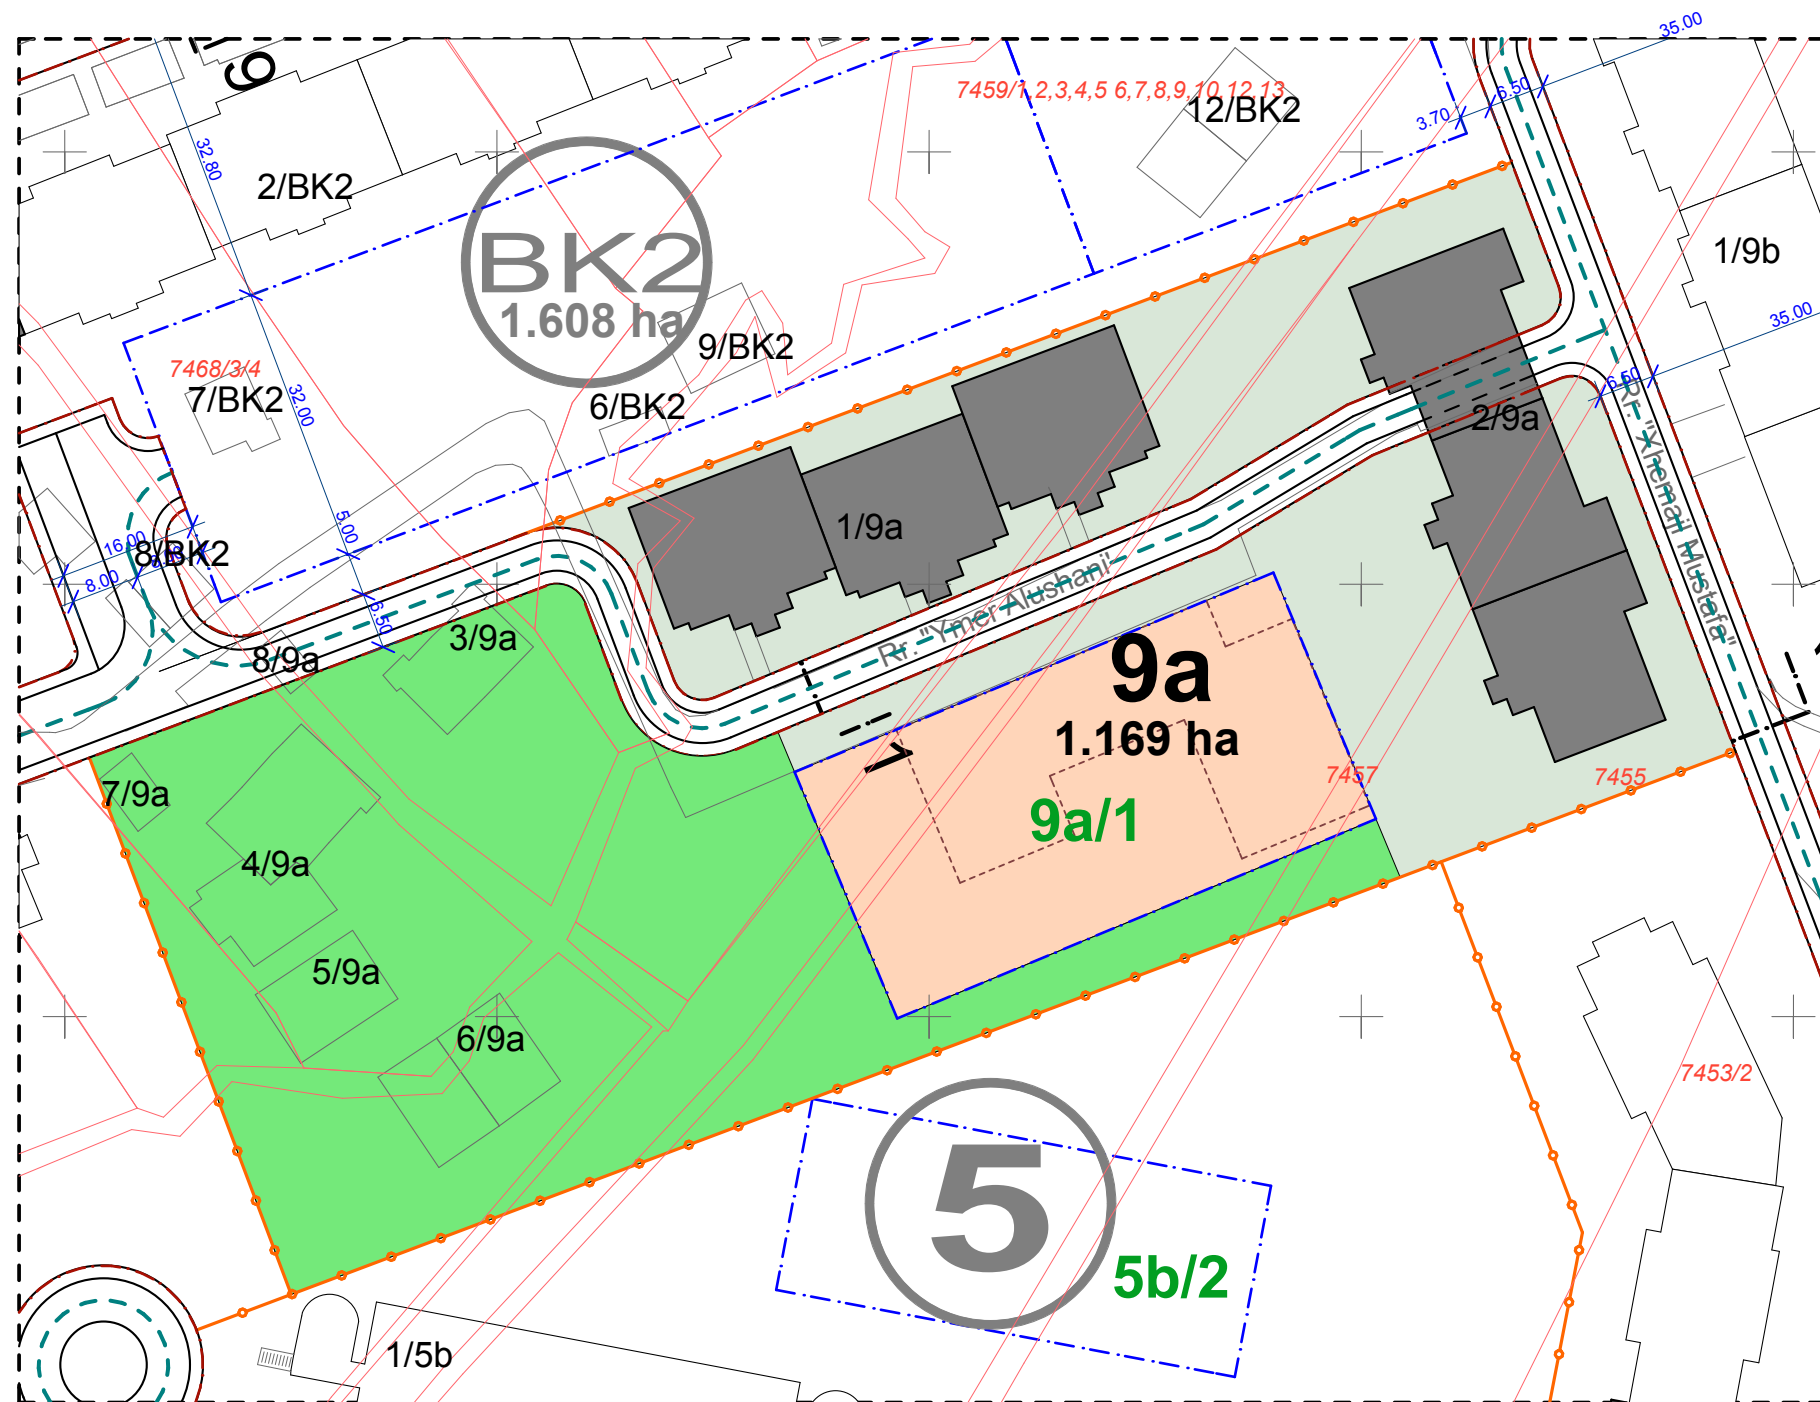 35.00
6.50
3.70
7459/1,2,3,4,5 6,7,8,9,10,12,13
12/BK2
32.80
2/BK2
BK2
1.608 ha
1/9b
35.00
9/BK2
7468/3/4
7/BK2
32.00
6/BK2
6.50
2/9a
1/9a
5.00
16.00
8/BK2
8.00
6.50
Rr. "Ymer Alushani"
Rr. "Xhemail Mustafa"
3/9a
8/9a
9a
1.169 ha
1
7457
7455
7/9a
9a/1
4/9a
5/9a
6/9a
7453/2
5
5b/2
1/5b